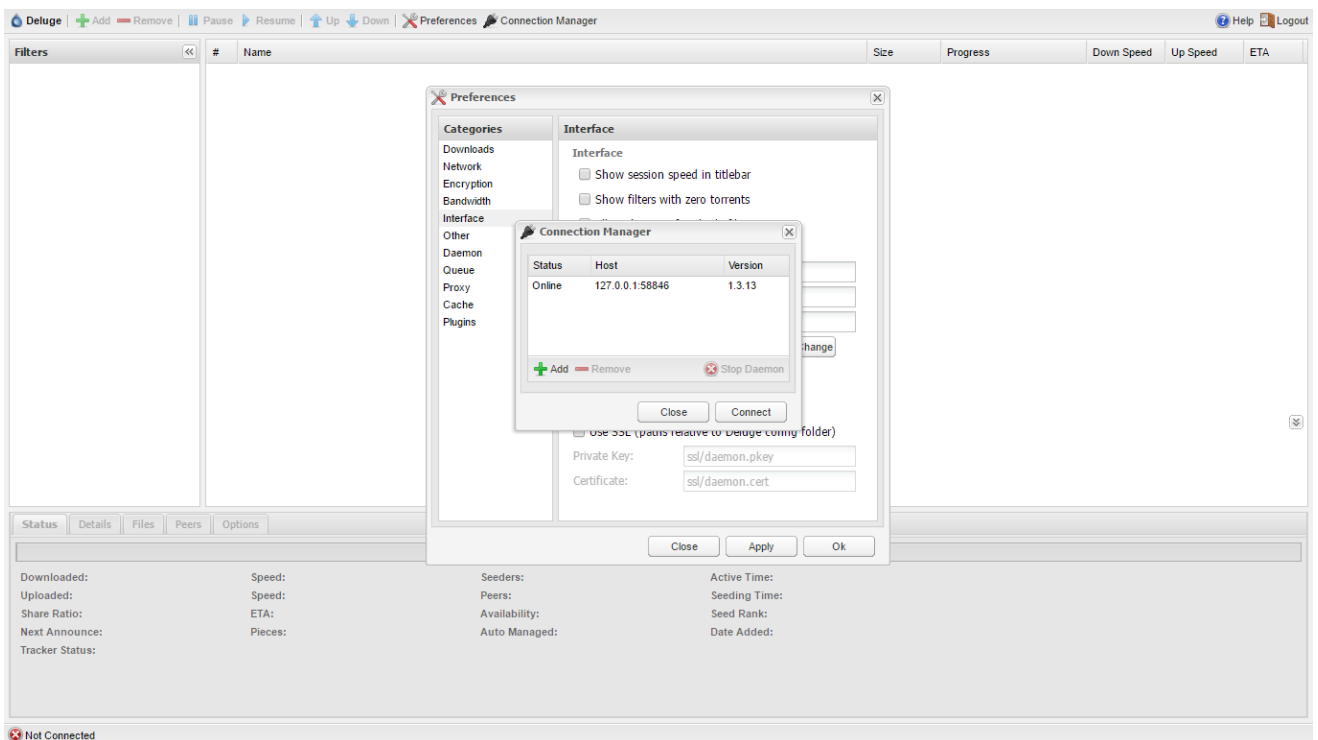 Deluge Add Remove Pause Resume Up Down Preferences Connection Manager Help Logout
Filters # Name Size Progress Down Speed Up Speed ETA
Preferences
Categories Interface
Downloads Interface
Network Show session speed in titlebar
Encryption
Bandwidth Show filters with zero torrents
Interface
Other Connection Manager
Daemon
Queue Status Host Version
Proxy Online 127.0.0.1:58846 1.3.13
Cache
Plugins
Change
Add Remove Stop Daemon
Close Connect
Use SSL (paths relative to Deluge config folder)
Private Key: ssl/daemon.pkey
Certificate: ssl/daemon.cert
Status Details Files Peers Options
Close Apply Ok
Downloaded: Speed: Seeders: Active Time:
Uploaded: Speed: Peers: Seeding Time:
Share Ratio: ETA: Availability: Seed Rank:
Next Announce: Pieces: Auto Managed: Date Added:
Tracker Status:
Not Connected